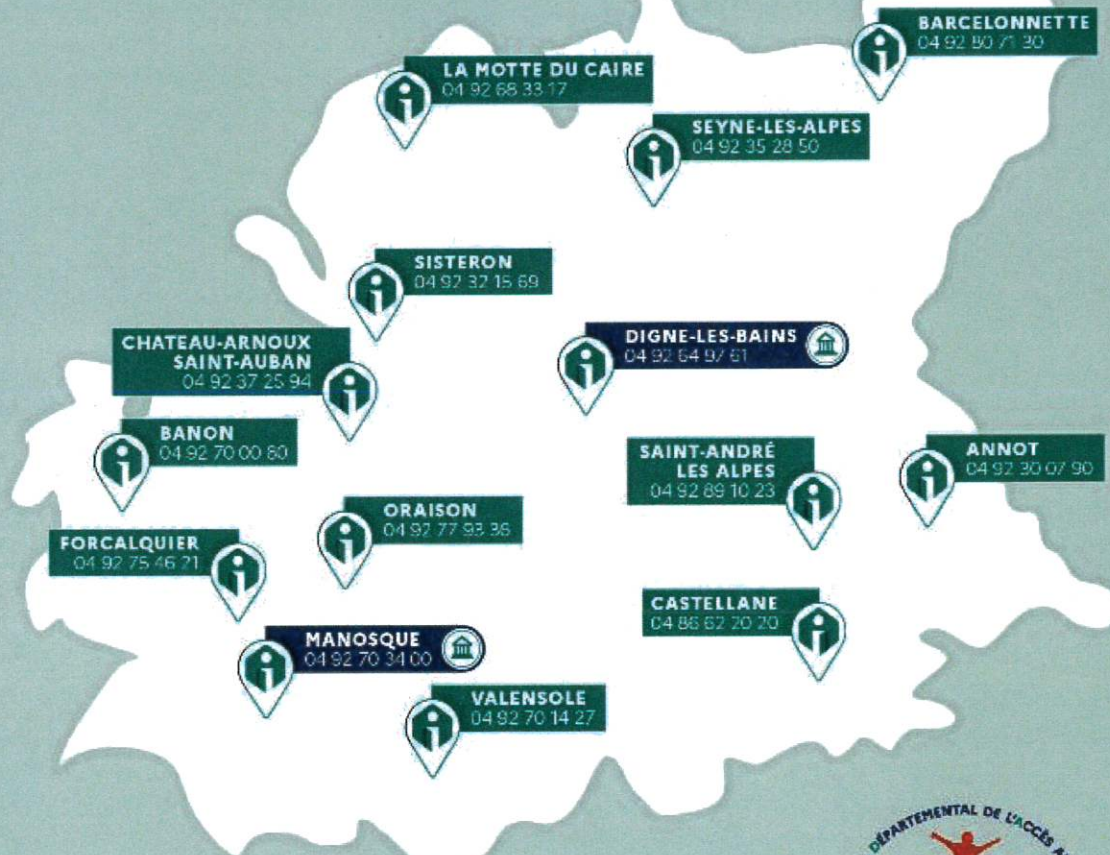 BARCELONNETTE
04 92 80 71 30
LA MOTTE DU CAIRE
04 92 68 33 17
SEYNE-LES-ALPES
04 92 35 28 50
SISTERON
04 92 32 15 69
DIGNE-LES-BAINS
04 92 64 97 61
CHATEAU-ARNOUX
SAINT-AUBAN
04 92 37 25 94
BANON
04 92 70 00 80
SAINT-ANDRÉ
LES ALPES
04 92 89 10 23
ANNOT
04 92 30 07 90
ORAISON
04 92 77 93 36
FORCALQUIER
04 92 75 46 21
CASTELLANE
04 86 62 20 20
MANOSQUE
04 92 70 34 00
VALENSOLE
04 92 70 14 27
DÉPARTEMENTAL DE L'ACCÈS